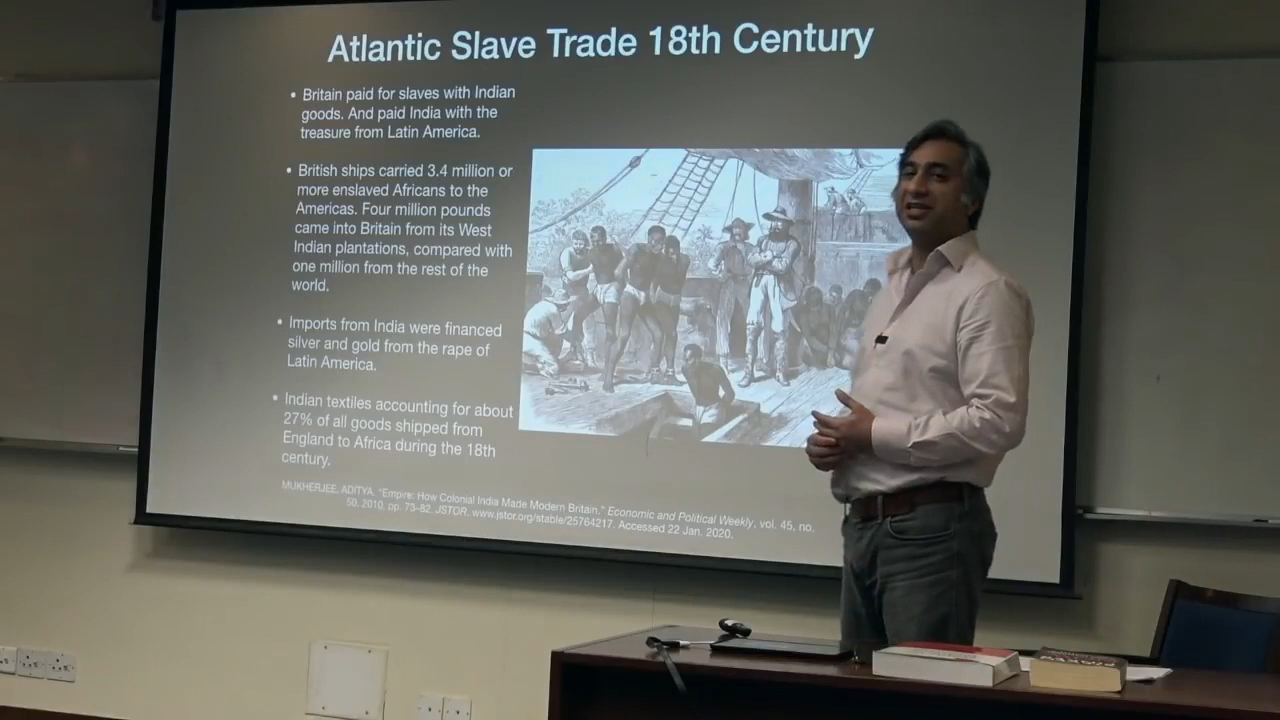 Atlantic Slave Trade 18th Century
• Britain paid for slaves with Indian
goods. And paid India with the
treasure from Latin America.
• British ships carried 3.4 million or
more enslaved Africans to the
Americas. Four million pounds
came into Britain from its West
Indian plantations, compared with
one million from the rest of the
world.
• Imports from India were financed
silver and gold from the rape of
Latin America.
• Indian textiles accounting for about
27% of all goods shipped from
England to Africa during the 18th
century.
MUKHERJEE, ADITYA. "Empire: How Colonial India Made Modern Britain." Economic and Political Weekly, vol. 45, no.
50, 2010, pp. 73–82. JSTOR, www.jstor.org/stable/25764217. Accessed 22 Jan. 2020.